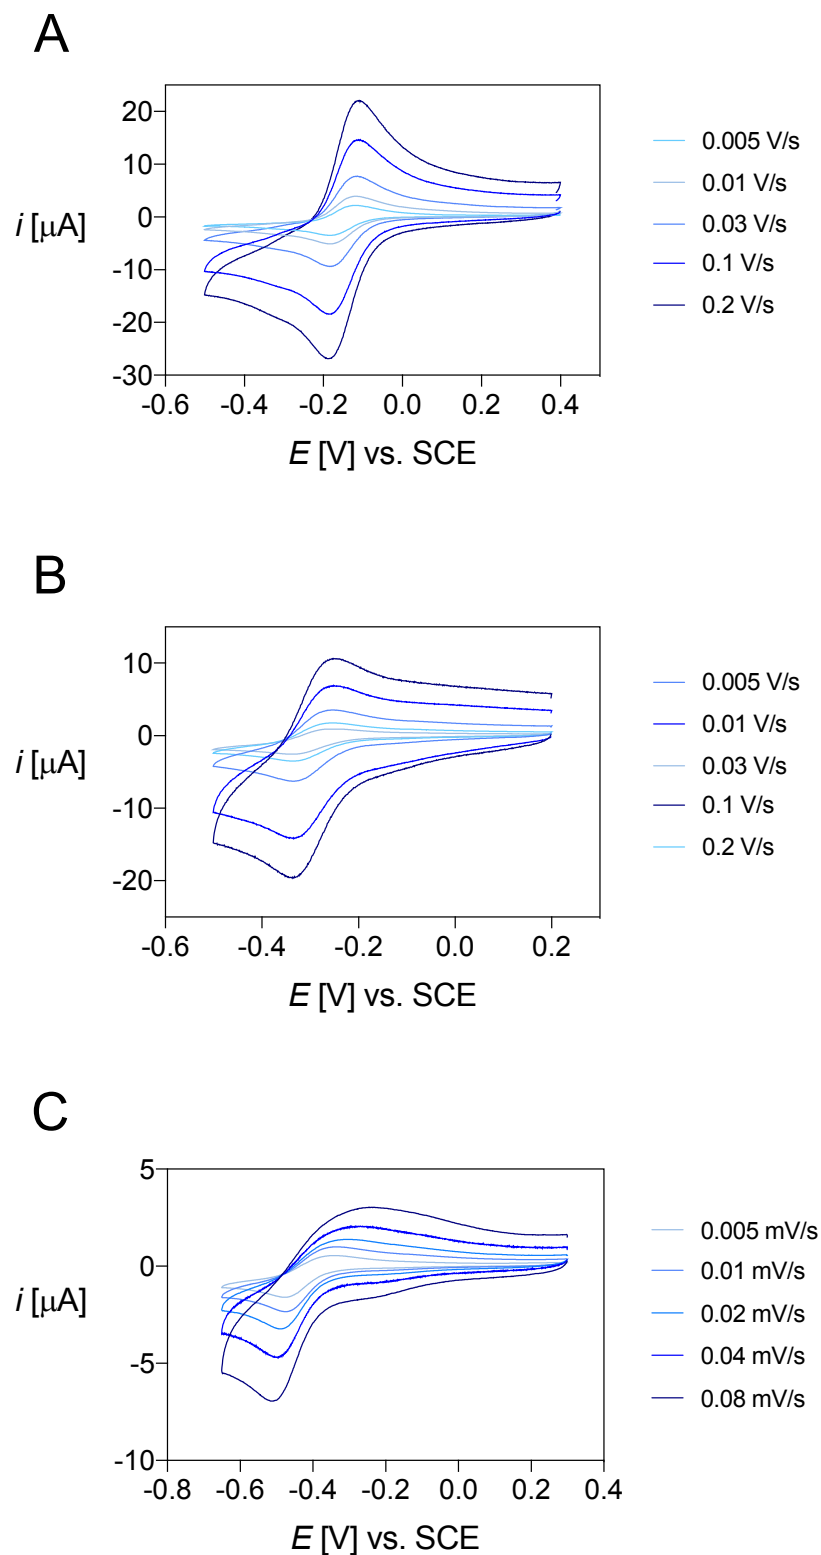 A
20
10
0
-10
-20
-30
i [μA]
-0.6 -0.4 -0.2 0.0 0.2 0.4
E [V] vs. SCE
0.005 V/s
0.01 V/s
0.03 V/s
0.1 V/s
0.2 V/s
B
10
0
-10
-20
i [μA]
-0.6 -0.4 -0.2 0.0 0.2
E [V] vs. SCE
0.005 V/s
0.01 V/s
0.03 V/s
0.1 V/s
0.2 V/s
C
5
0
-5
-10
i [μA]
-0.8 -0.6 -0.4 -0.2 0.0 0.2 0.4
E [V] vs. SCE
0.005 mV/s
0.01 mV/s
0.02 mV/s
0.04 mV/s
0.08 mV/s